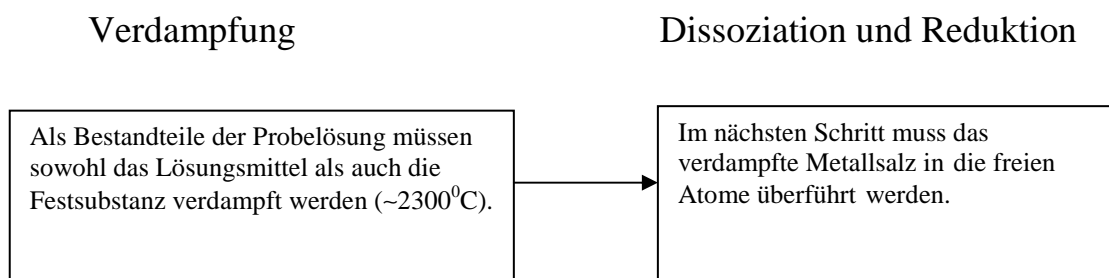 Verdampfung
Dissoziation und Reduktion
Als Bestandteile der Probelösung müssen
sowohl das Lösungsmittel als auch die
Festsubstanz verdampft werden (~2300⁰C).
Im nächsten Schritt muss das
verdampfte Metallsalz in die freien
Atome überführt werden.